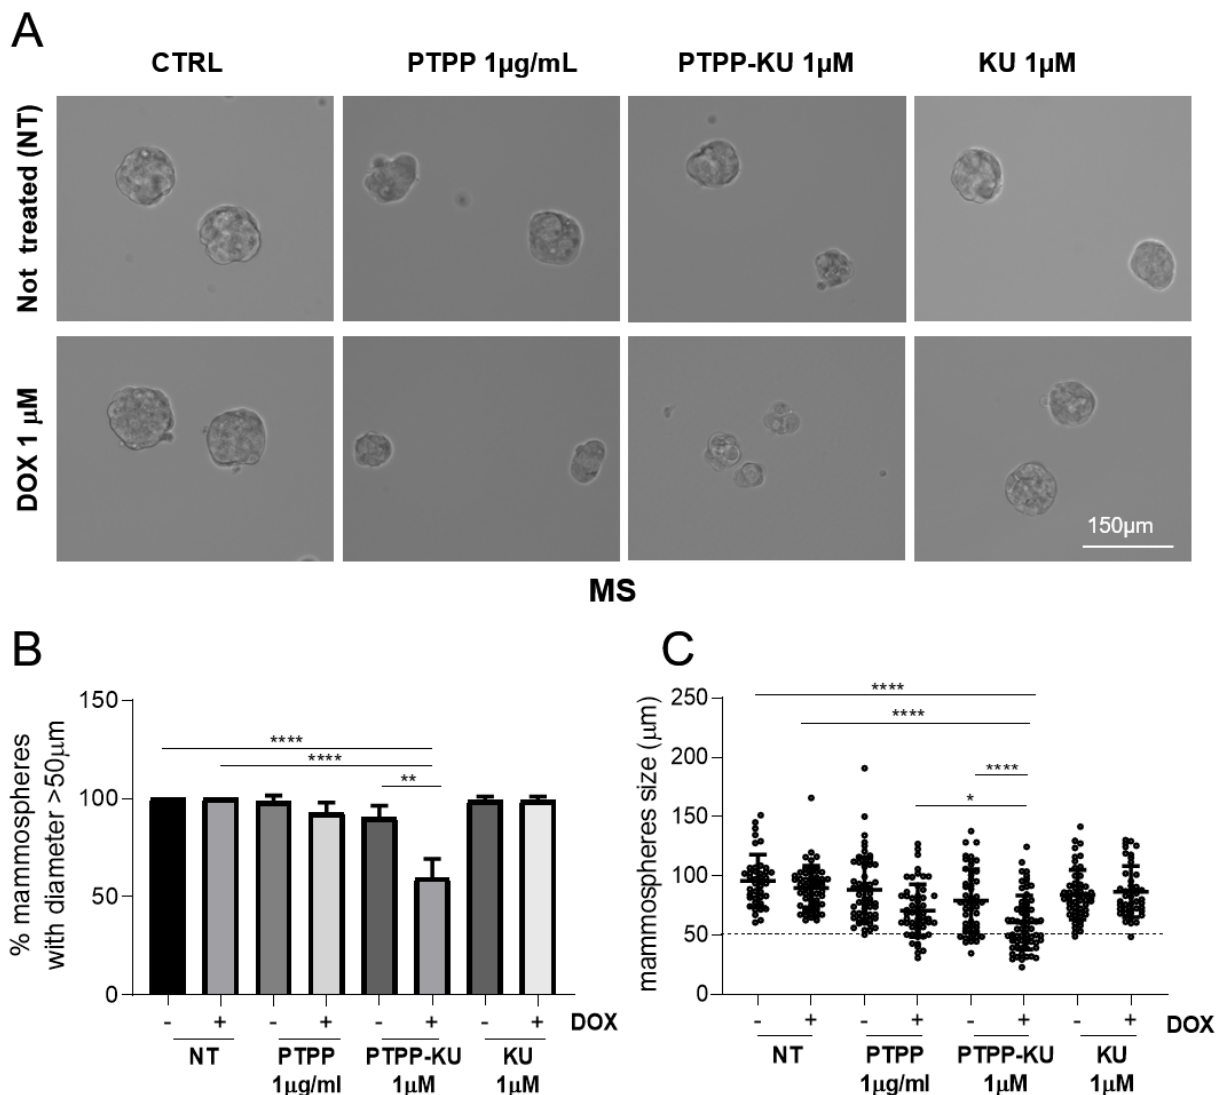 A
CTRL
PTPP 1µg/mL
PTPP-KU 1µM
KU 1µM
Not treated (NT)
DOX 1 µM
150µm
MS
B
% mammospheres
with diameter >50µm
150
100
50
0
****
****
**
- + - + - + - + DOX
NT
PTPP
1µg/ml
PTPP-KU
1µM
KU
1µM
C
mammospheres size (µm)
250
200
150
100
50
0
****
****
****
*
- + - + - + - + DOX
NT
PTPP
1µg/ml
PTPP-KU
1µM
KU
1µM